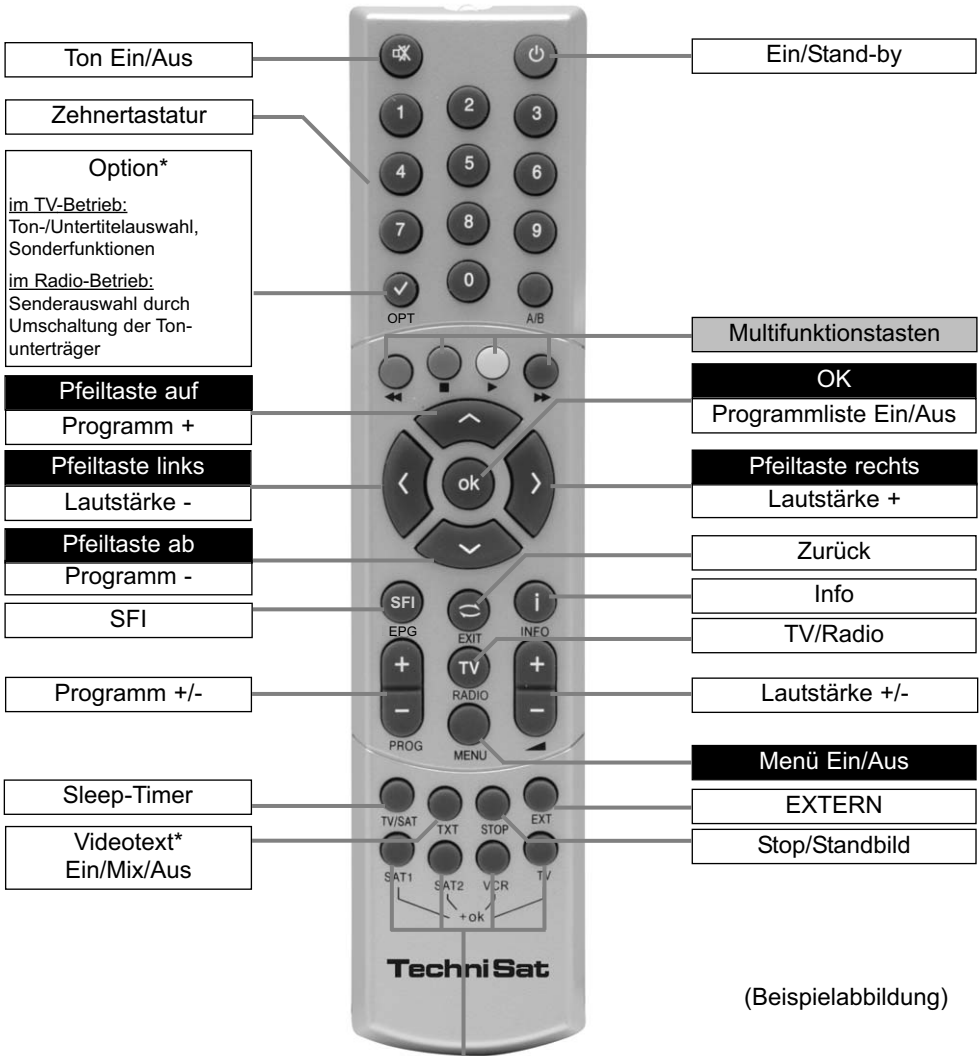 Ton Ein/Aus
Ein/Stand-by
Zehnertastatur
1
2
3
4
5
6
7
8
9
0
Option*
im TV-Betrieb:
Ton-/Untertitelauswahl,
Sonderfunktionen
im Radio-Betrieb:
Senderauswahl durch
Umschaltung der Ton-
unterträger
OPT
A/B
Multifunktionstasten
Pfeiltaste auf
Programm +
OK
Programmliste Ein/Aus
Pfeiltaste links
Lautstärke -
ok
Pfeiltaste rechts
Lautstärke +
Pfeiltaste ab
Programm -
Zurück
SFI
SFI
EPG
EXIT
i
INFO
Info
TV/Radio
+
TV
+
RADIO
Programm +/-
Lautstärke +/-
-
-
PROG
MENU
Menü Ein/Aus
Sleep-Timer
TV/SAT
TXT
STOP
EXT
EXTERN
Videotext*
Ein/Mix/Aus
Stop/Standbild
SAT1
SAT2
VCR
TV
+ok
TechniSat
(Beispielabbildung)